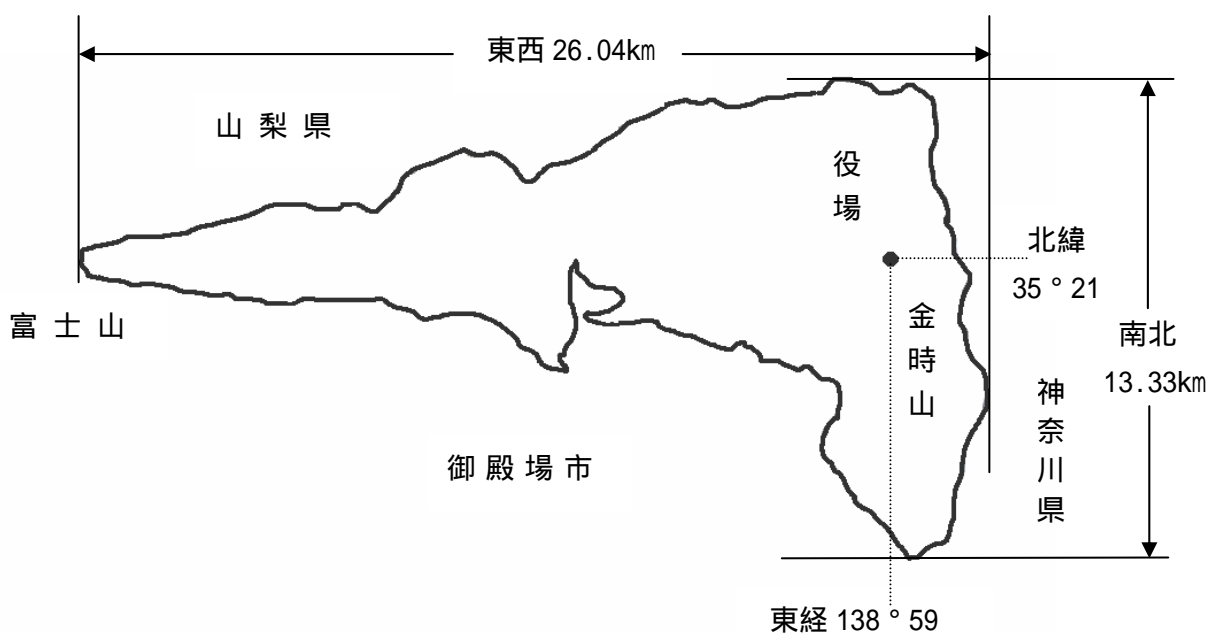 東西 26.04km
山梨県
役場
北緯
35°21
富士山
金時山
南北
13.33km
神奈川県
御殿場市
東経 138°59